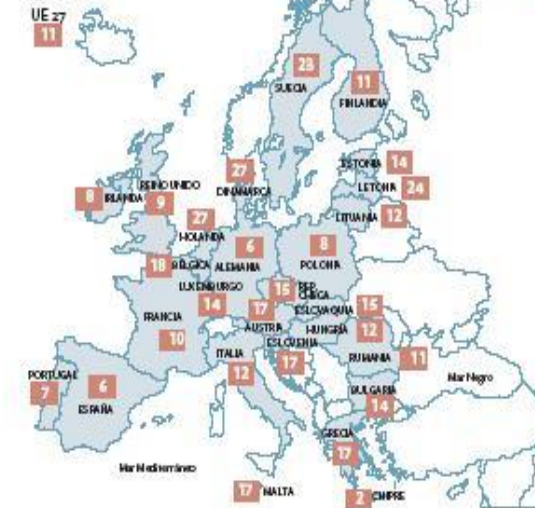 UE 27
11
23
SUECIA
11
FINLANDIA
ESTONIA 14
LETONIA 24
LITUANIA 12
27
DINAMARCA
8 IRLANDA
REINO UNIDO
9
27
HOLANDA
6
ALEMANIA
8
POLONIA
18 BÉLGICA
LUXEMBURGO
14
15 REP.
CHECA
ESLOVAQUIA 15
17
AUSTRIA
HUNGRÍA 12
FRANCIA
10
ESLOVENIA
17
ITALIA
12
RUMANIA 11
Mar Negro
BULGARIA
14
PORTUGAL
7
6
ESPAÑA
GRECIA
17
Mar Mediterráneo
17 MALTA
2 CHIPRE